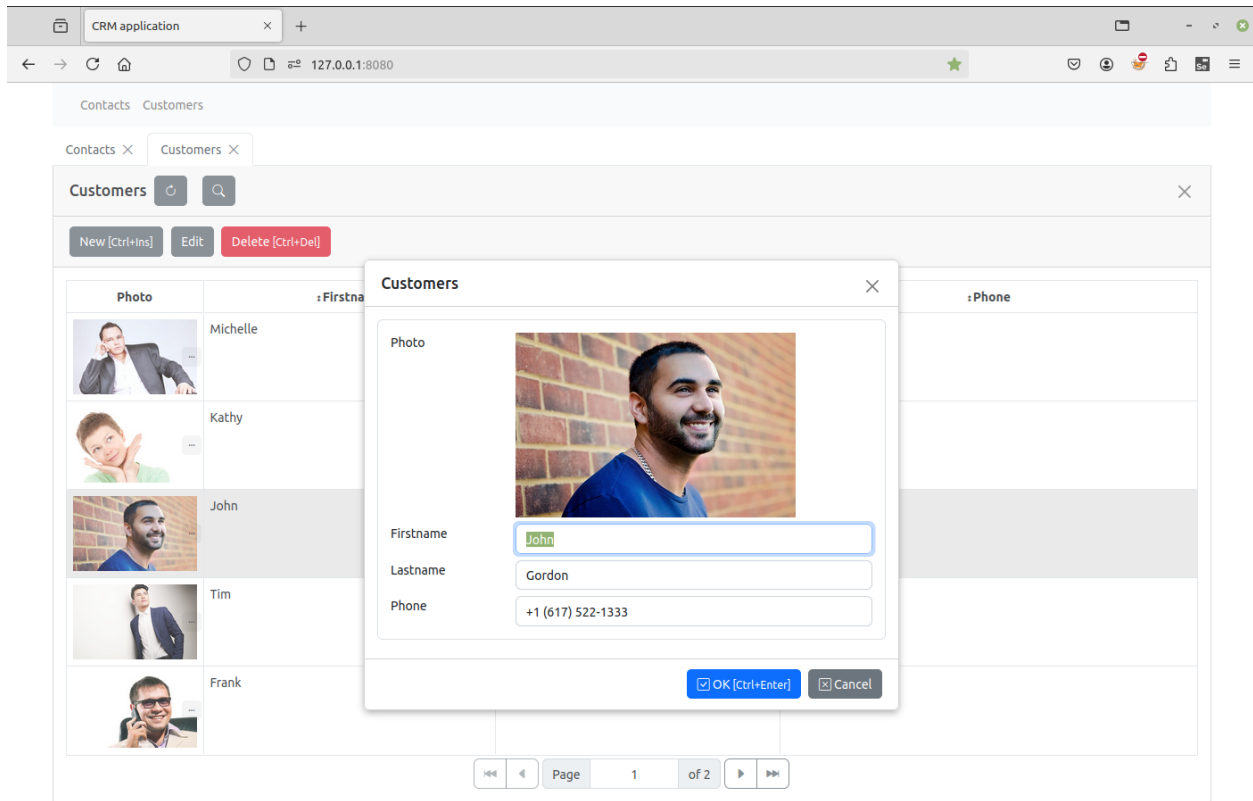 CRM application
127.0.0.1:8080
Contacts Customers
Contacts Customers
Customers
New [Ctrl+Ins] Edit Delete [Ctrl+Del]
Photo Firstna Phone
Michelle
Kathy
John
Tim
Frank
Customers
Photo
Firstname John
Lastname Gordon
Phone +1 (617) 522-1333
OK [Ctrl+Enter] Cancel
Page 1 of 2